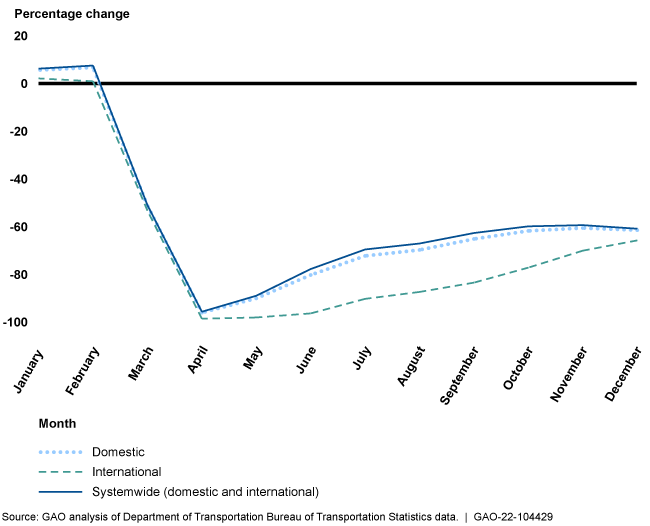 Percentage change
20
0
-20
-40
-60
-80
-100
January
February
March
April
May
June
July
August
September
October
November
December
Month
Domestic
International
Systemwide (domestic and international)
Source: GAO analysis of Department of Transportation Bureau of Transportation Statistics data. | GAO-22-104429